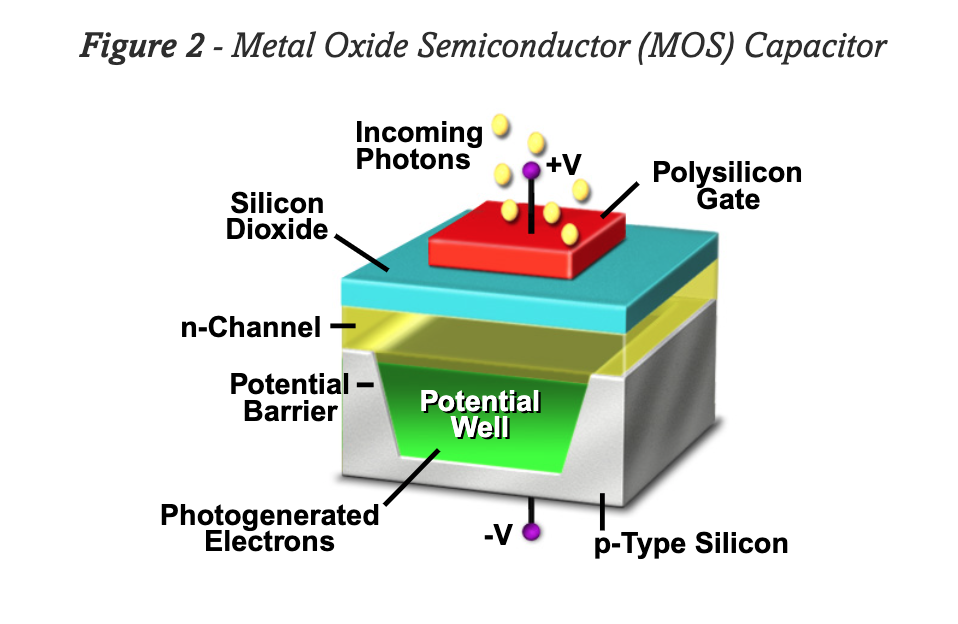 Figure 2 - Metal Oxide Semiconductor (MOS) Capacitor
Incoming
Photons
+V
Polysilicon
Gate
Silicon
Dioxide
n-Channel
Potential
Barrier
Potential
Well
Photogenerated
Electrons
-V
p-Type Silicon